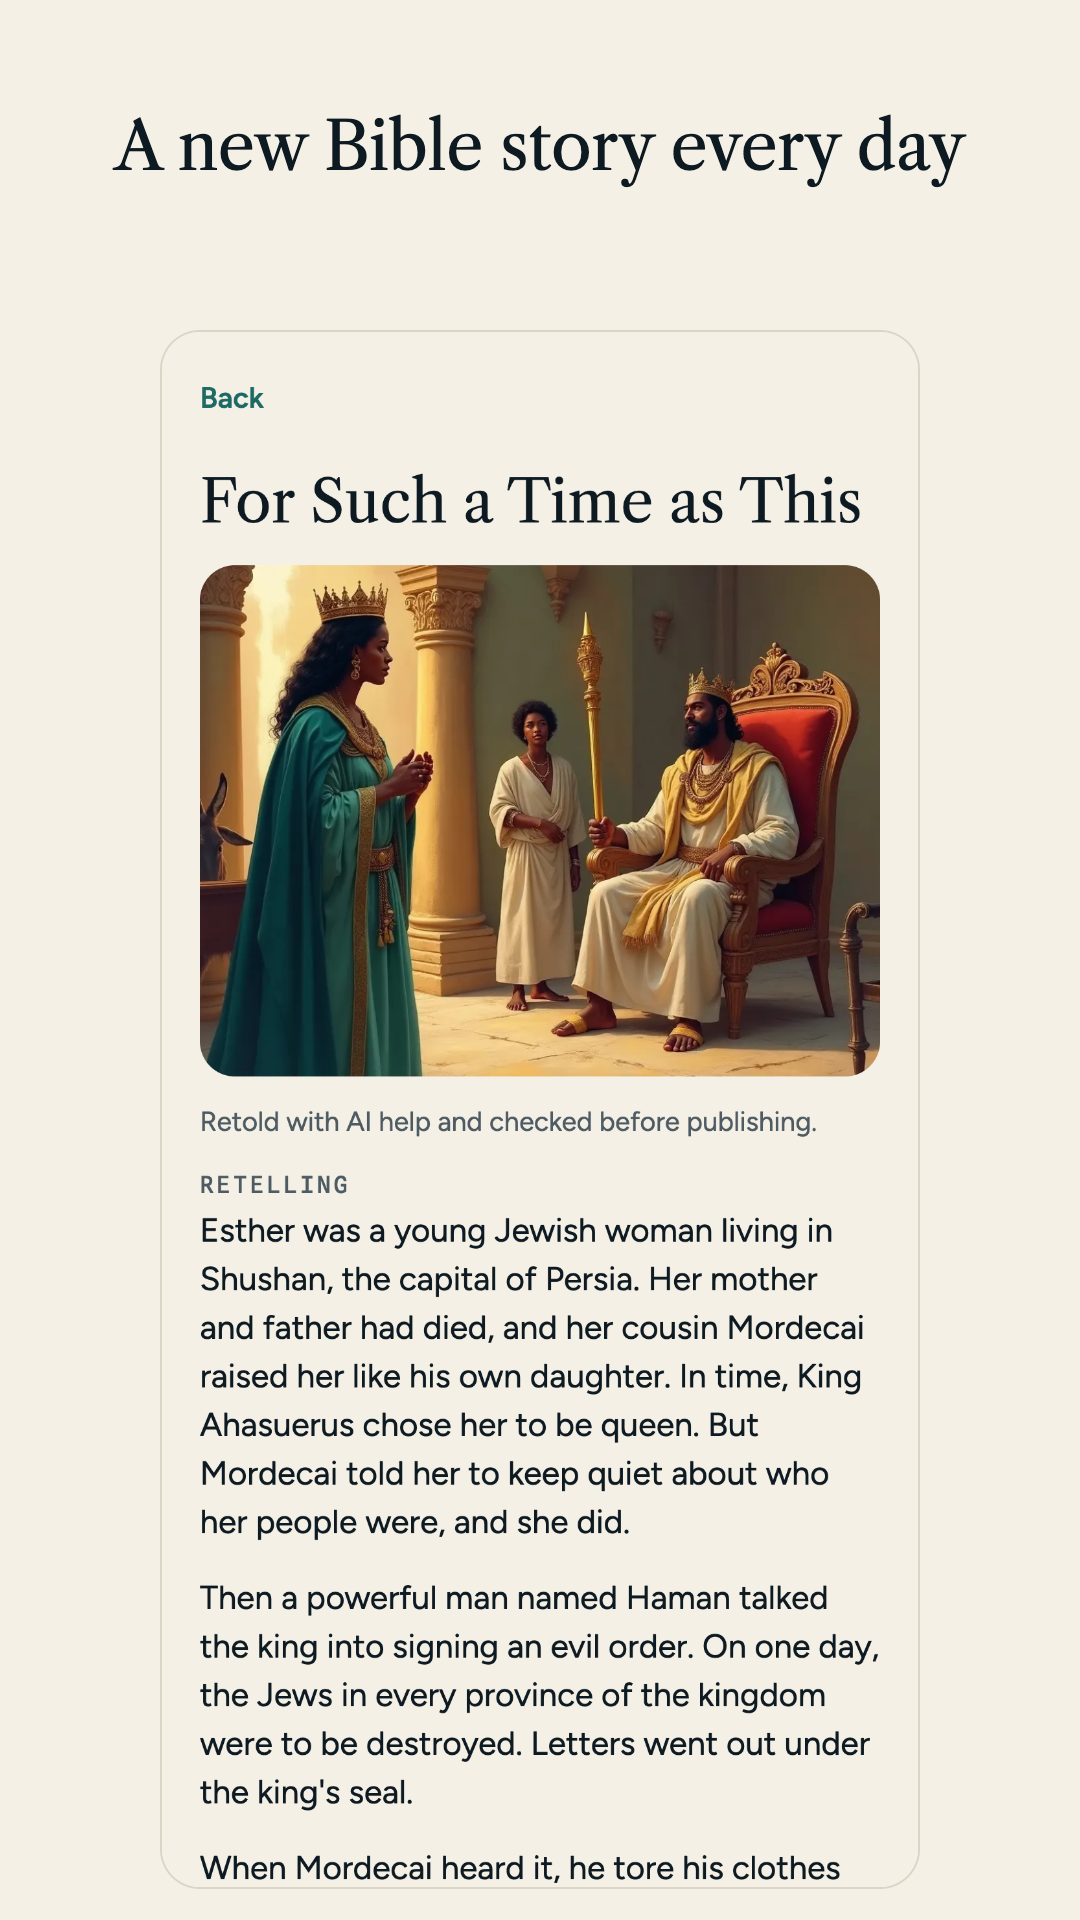 A new Bible story every day
Back
For Such a Time as This
Retold with AI help and checked before publishing.
RETELLING
Esther was a young Jewish woman living in
Shushan, the capital of Persia. Her mother
and father had died, and her cousin Mordecai
raised her like his own daughter. In time, King
Ahasuerus chose her to be queen. But
Mordecai told her to keep quiet about who
her people were, and she did.
Then a powerful man named Haman talked
the king into signing an evil order. On one day,
the Jews in every province of the kingdom
were to be destroyed. Letters went out under
the king's seal.
When Mordecai heard it, he tore his clothes